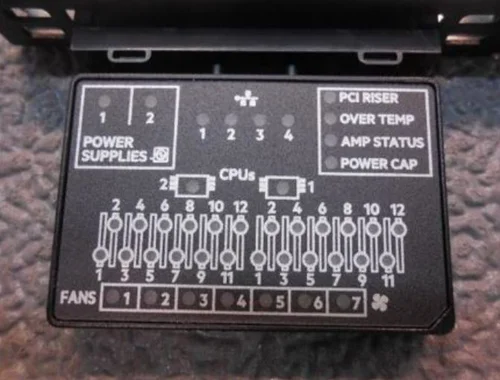 1 2
POWER
SUPPLIES
1 2 3 4
PCI RISER
OVER TEMP
AMP STATUS
POWER CAP
CPUs
2 1
2 4 6 8 10 12 2 4 6 8 10 12
1 3 5 7 9 11 1 3 5 7 9 11
FANS 1 2 3 4 5 6 7